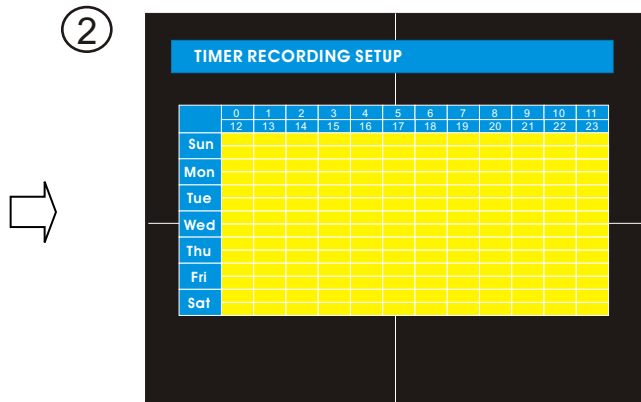 2
TIMER RECORDING SETUP
0 1 2 3 4 5 6 7 8 9 10 11
12 13 14 15 16 17 18 19 20 21 22 23
Sun
Mon
Tue
Wed
Thu
Fri
Sat